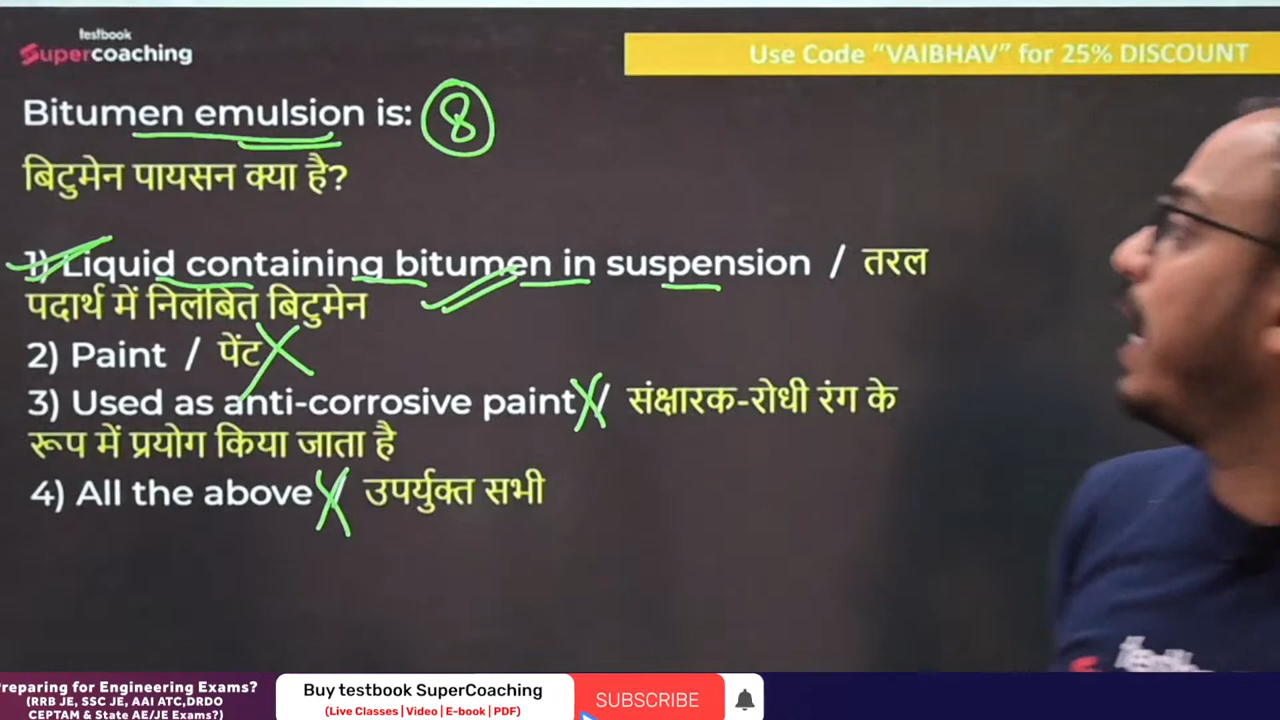 testbook
Supercoaching
Use Code “VAIBHAV” for 25% DISCOUNT
Bitumen emulsion is: 8
बिटुमेन पायसन क्या है?
1) Liquid containing bitumen in suspension / तरल
पदार्थ में निलंबित बिटुमेन
2) Paint / पेंट
3) Used as anti-corrosive paint / संक्षारक-रोधी रंग के
रूप में प्रयोग किया जाता है
4) All the above / उपर्युक्त सभी
Preparing for Engineering Exams?
(RRB JE, SSC JE, AAI ATC,DRDO
CEPTAM & State AE/JE Exams?)
Buy testbook SuperCoaching
(Live Classes | Video | E-book | PDF)
SUBSCRIBE